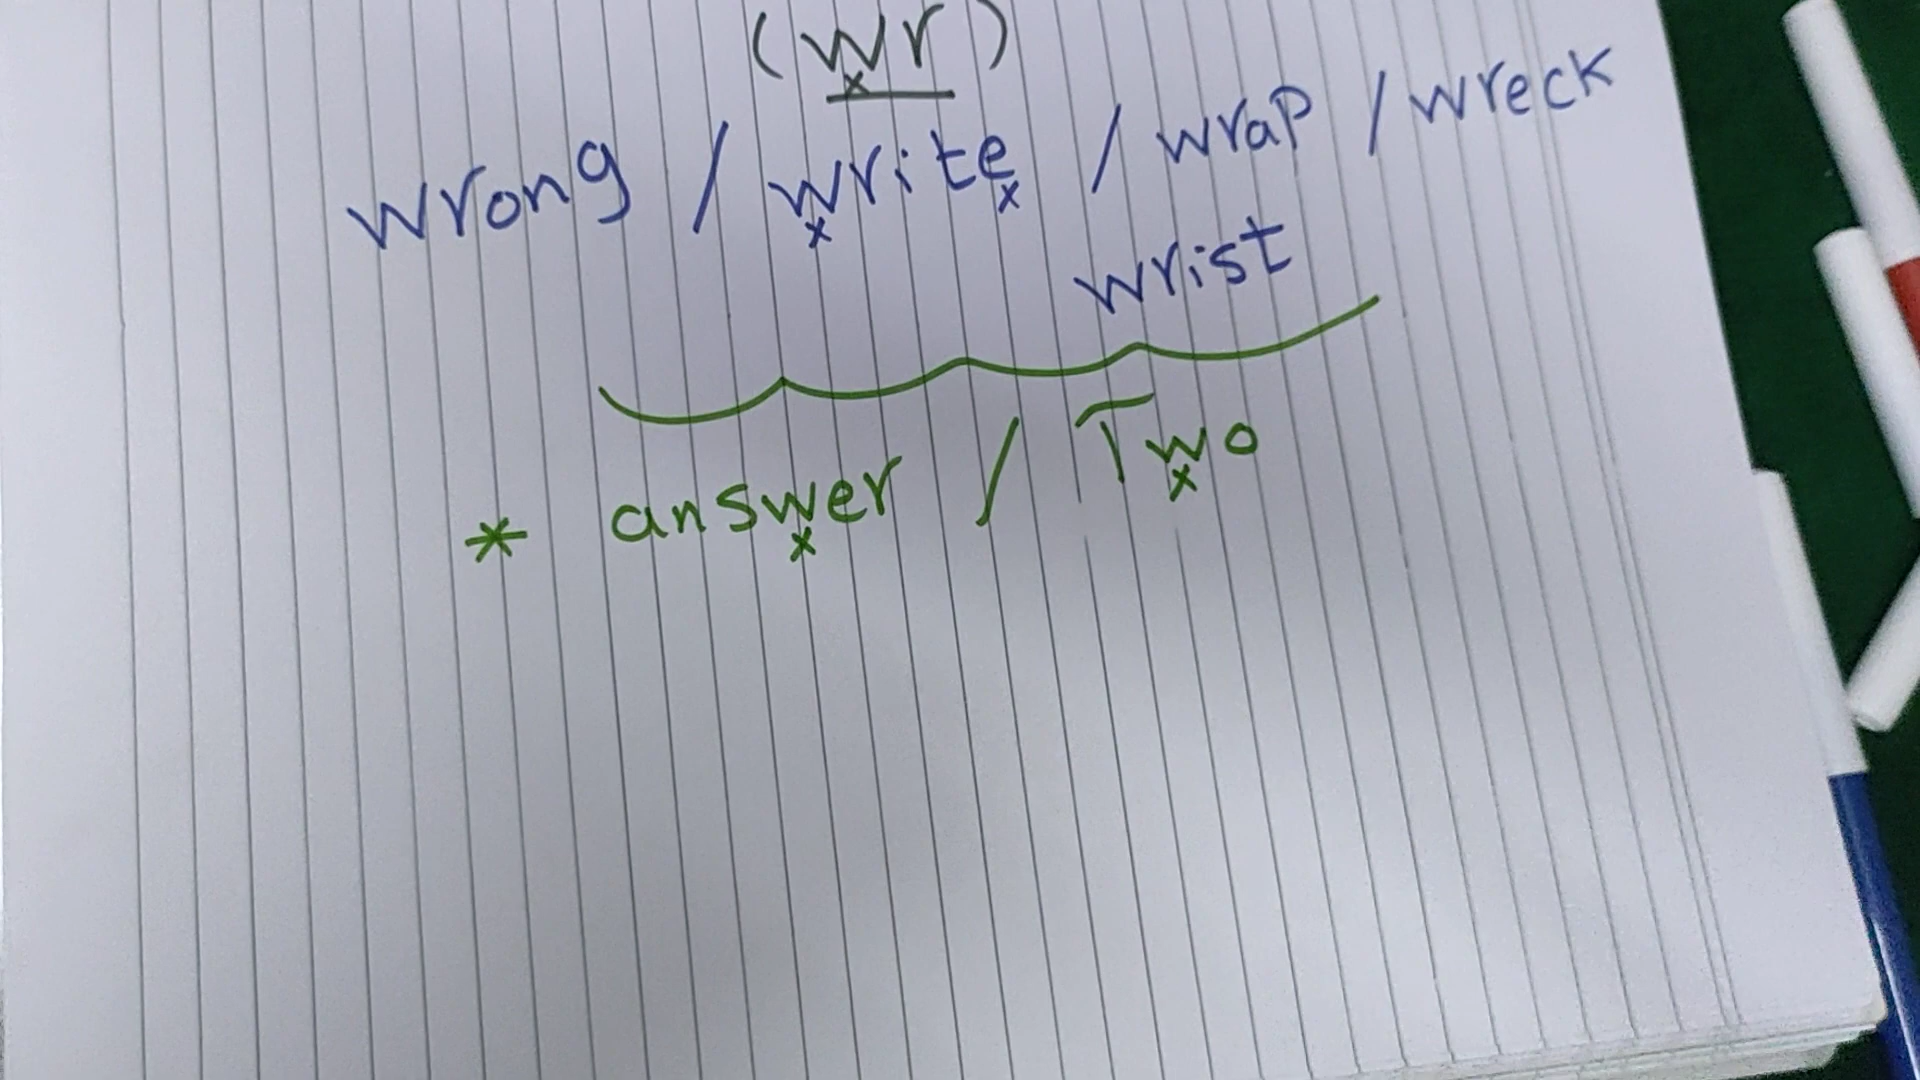 (wr)
wrong / write / wrap / wreck
wrist
* answer / Two